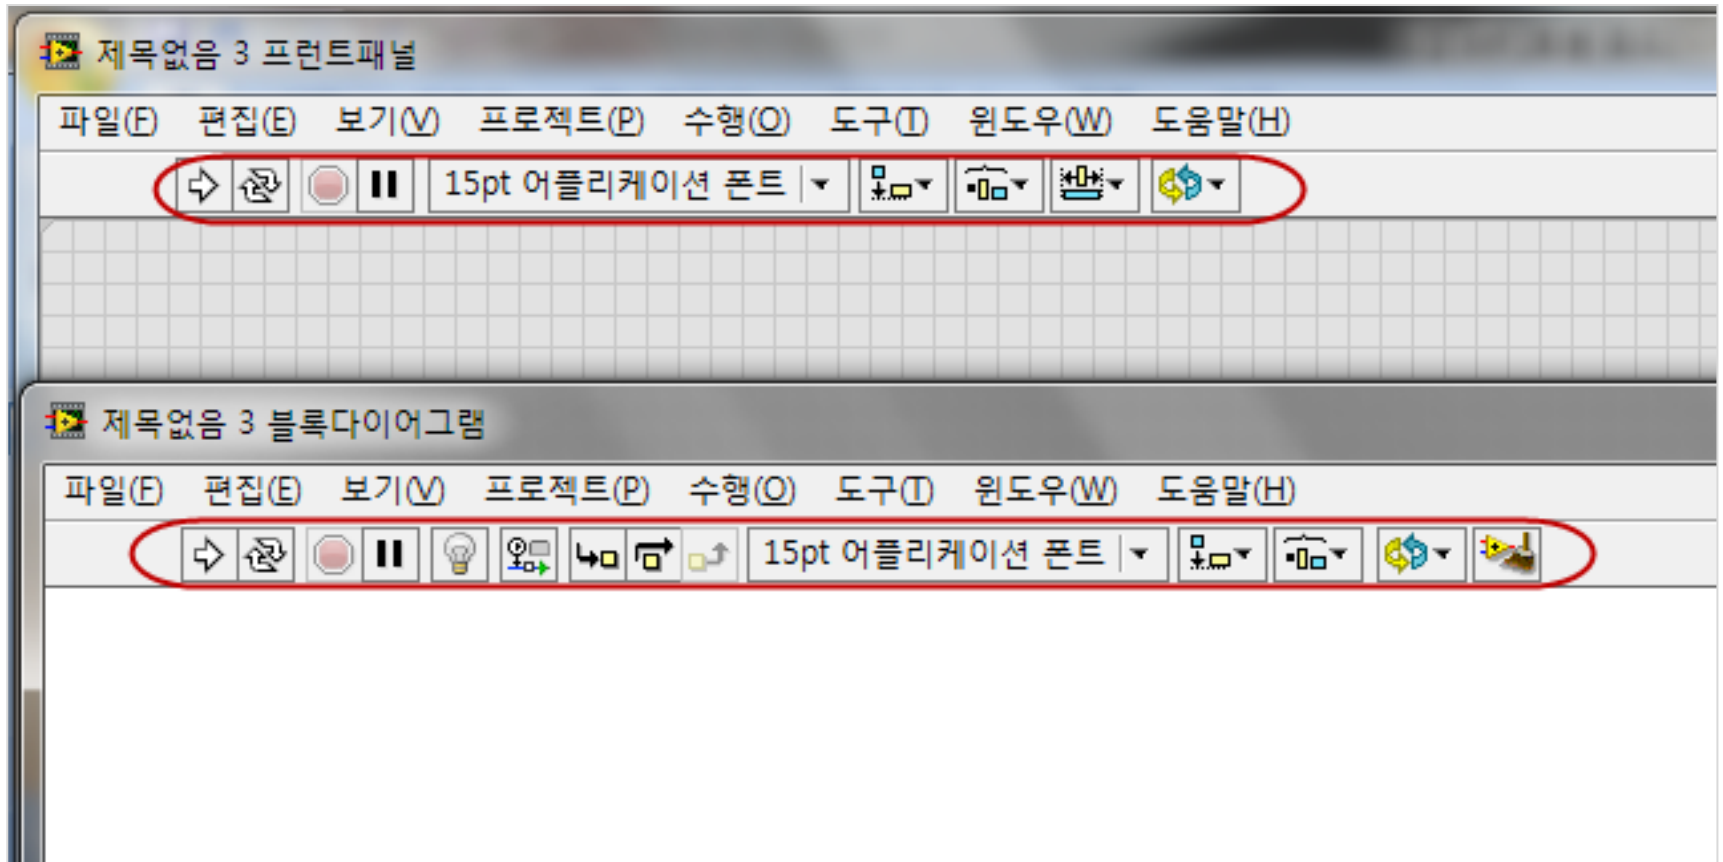 제목없음 3 프런트패널
파일(F) 편집(E) 보기(V) 프로젝트(P) 수행(O) 도구(T) 윈도우(W) 도움말(H)
15pt 어플리케이션 폰트
제목없음 3 블록다이어그램
파일(F) 편집(E) 보기(V) 프로젝트(P) 수행(O) 도구(T) 윈도우(W) 도움말(H)
15pt 어플리케이션 폰트